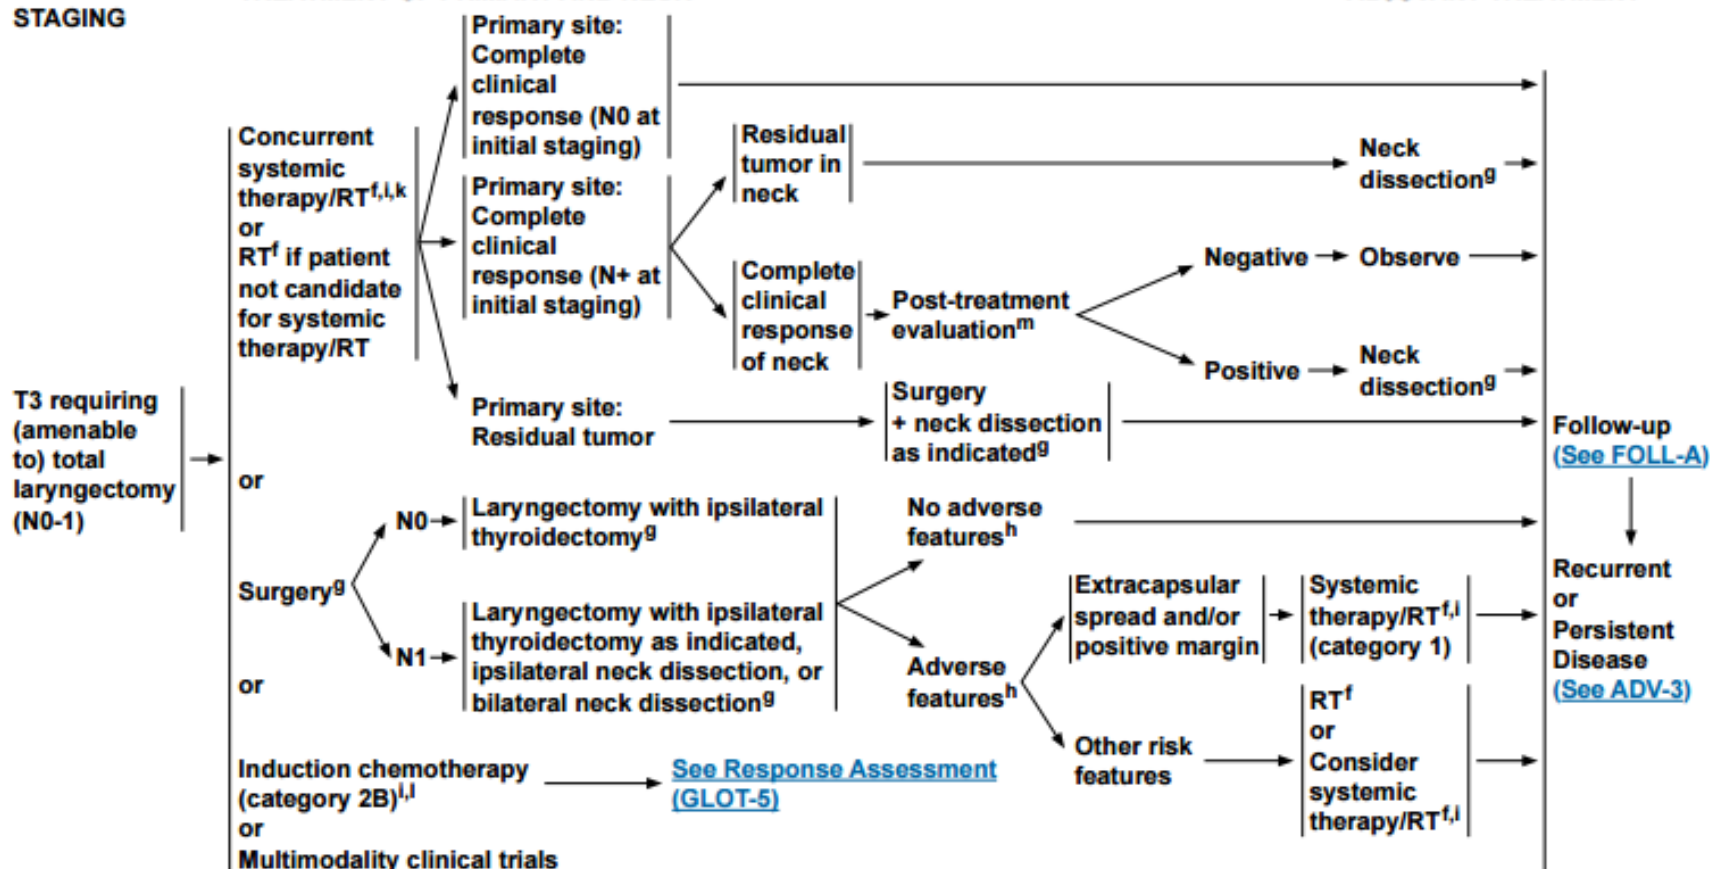 STAGING
T3 requiring
(amenable
to) total
laryngectomy
(N0-1)
Concurrent
systemic
therapy/RTf,i,k
or
RTf if patient
not candidate
for systemic
therapy/RT
Primary site:
Complete
clinical
response (N0 at
initial staging)
Primary site:
Complete
clinical
response (N+ at
initial staging)
Residual
tumor in
neck
Neck
dissectiong
Complete
clinical
response
of neck
Post-treatment
evaluationm
Negative
Observe
Positive
Neck
dissectiong
Primary site:
Residual tumor
Surgery
+ neck dissection
as indicatedg
or
Surgeryg
N0
Laryngectomy with ipsilateral
thyroidectomyg
N1
Laryngectomy with ipsilateral
thyroidectomy as indicated,
ipsilateral neck dissection, or
bilateral neck dissectiong
No adverse
featuresh
Adverse
featuresh
Extracapsular
spread and/or
positive margin
Systemic
therapy/RTf,i
(category 1)
Other risk
features
RTf
or
Consider
systemic
therapy/RTf,i
or
Induction chemotherapy
(category 2B)i,l
See Response Assessment
(GLOT-5)
or
Multimodality clinical trials
Follow-up
(See FOLL-A)
Recurrent
or
Persistent
Disease
(See ADV-3)